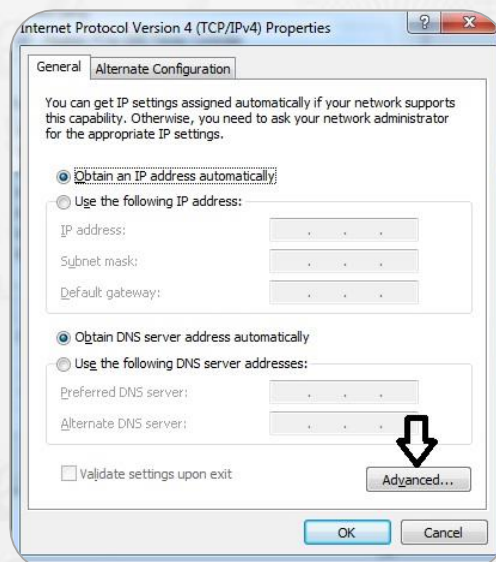 Internet Protocol Version 4 (TCP/IPv4) Properties
General
Alternate Configuration
You can get IP settings assigned automatically if your network supports
this capability. Otherwise, you need to ask your network administrator
for the appropriate IP settings.
Obtain an IP address automatically
Use the following IP address:
IP address:
Subnet mask:
Default gateway:
Obtain DNS server address automatically
Use the following DNS server addresses:
Preferred DNS server:
Alternate DNS server:
Validate settings upon exit
Advanced...
OK
Cancel